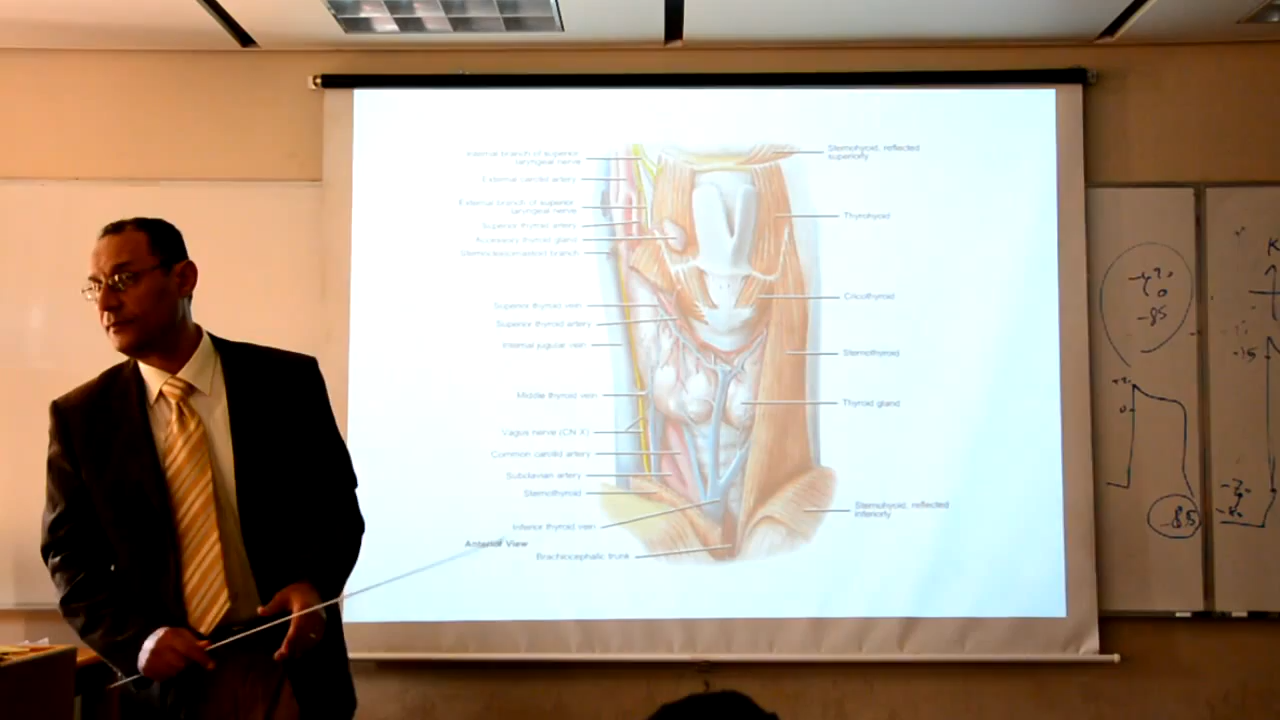 Internal branch of superior
laryngeal nerve
External carotid artery
External branch of superior
laryngeal nerve
Superior thyroid artery
Accessory thyroid gland
Sternocleidomastoid branch
Superior thyroid vein
Superior thyroid artery
Internal jugular vein
Middle thyroid vein
Vagus nerve (CN X)
Common carotid artery
Subclavian artery
Sternothyroid
Inferior thyroid vein
Anterior View
Brachiocephalic trunk
Sternohyoid, reflected
superiorly
Thyrohyoid
Cricothyroid
Sternothyroid
Thyroid gland
Sternohyoid, reflected
inferiorly
0
-85
0
-85
K